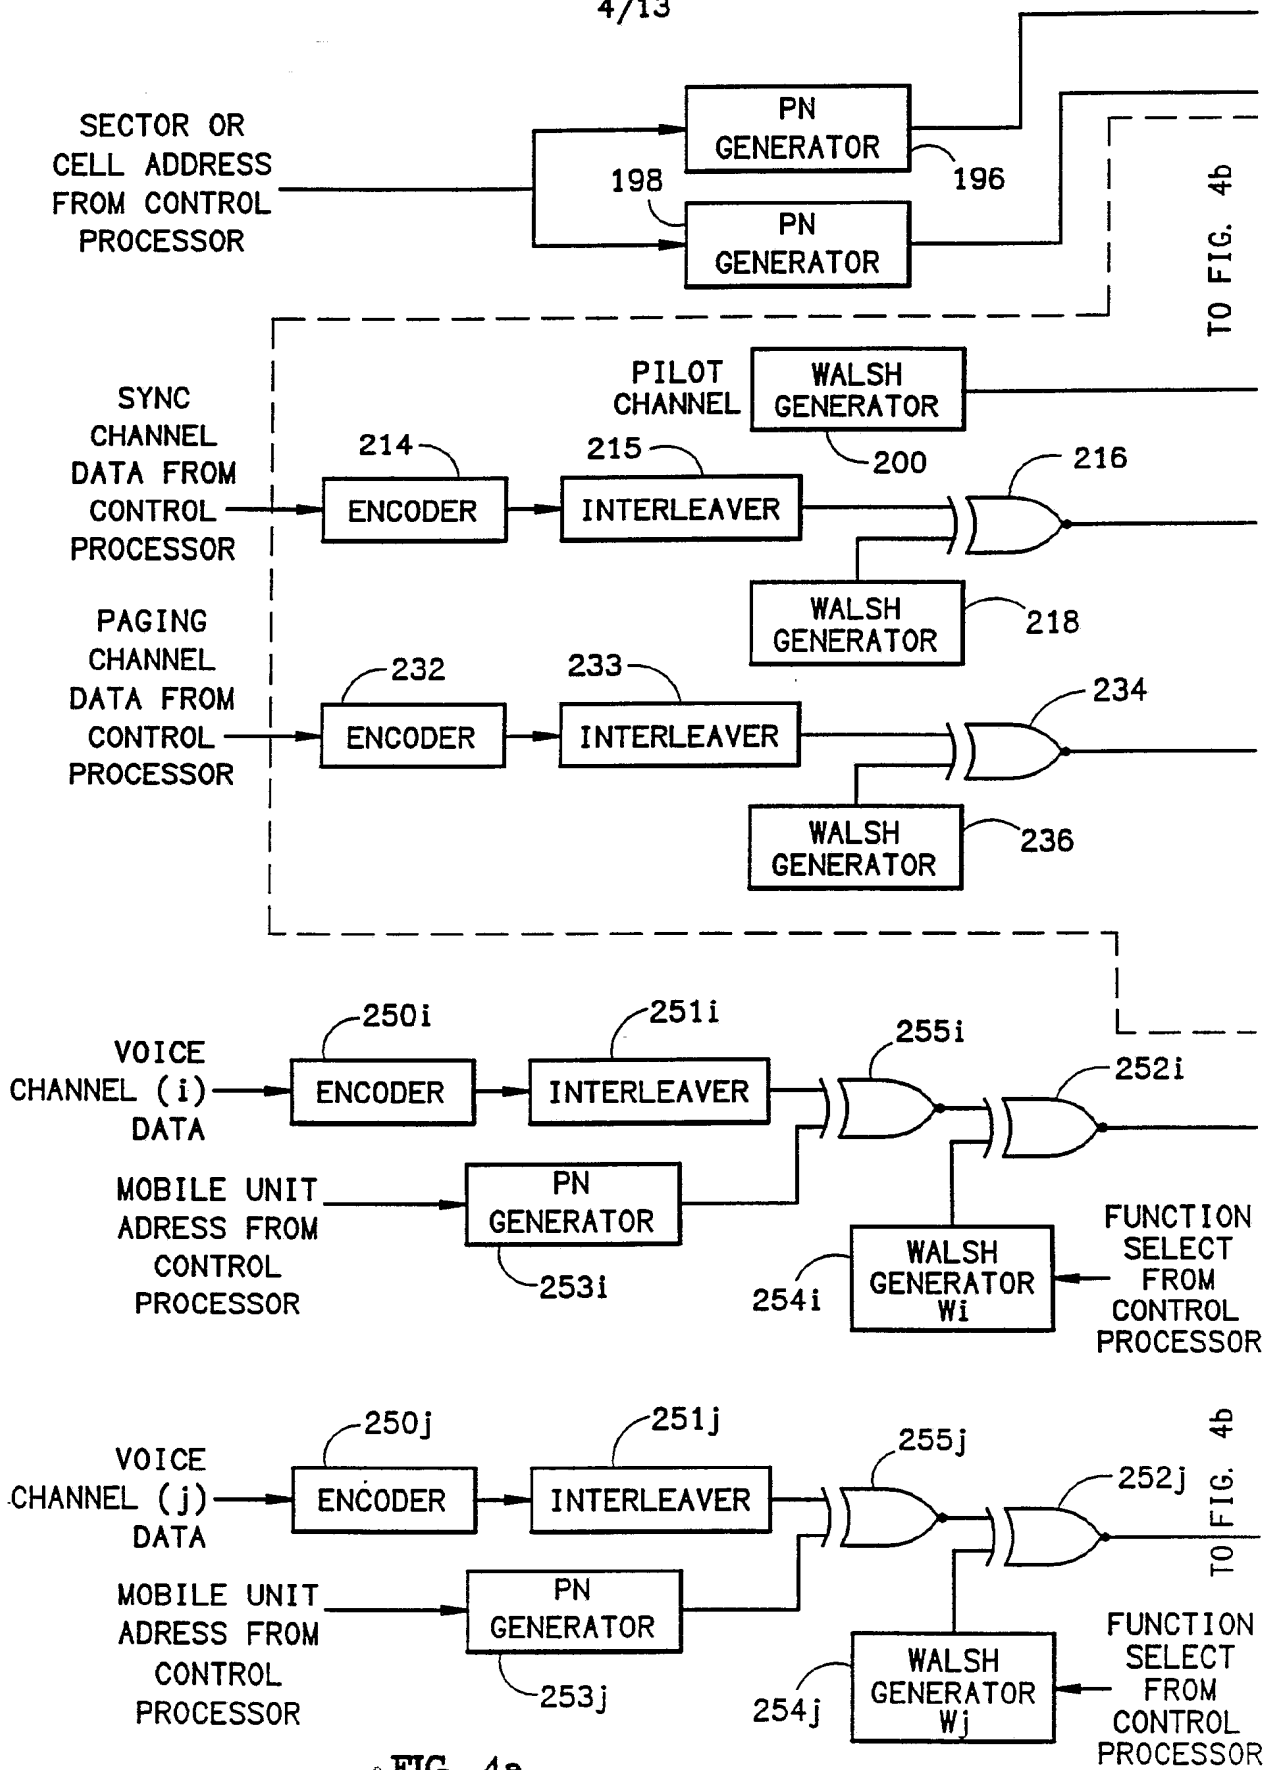 4/13
SECTOR OR
CELL ADDRESS
FROM CONTROL
PROCESSOR
PN
GENERATOR
196
198
PN
GENERATOR
TO FIG. 4b
PILOT
CHANNEL
WALSH
GENERATOR
200
SYNC
CHANNEL
DATA FROM
CONTROL
PROCESSOR
214
ENCODER
215
INTERLEAVER
216
WALSH
GENERATOR
218
PAGING
CHANNEL
DATA FROM
CONTROL
PROCESSOR
232
ENCODER
233
INTERLEAVER
234
WALSH
GENERATOR
236
VOICE
CHANNEL (i)
DATA
250i
ENCODER
251i
INTERLEAVER
255i
252i
MOBILE UNIT
ADRESS FROM
CONTROL
PROCESSOR
PN
GENERATOR
253i
254i
WALSH
GENERATOR
Wi
FUNCTION
SELECT
FROM
CONTROL
PROCESSOR
VOICE
CHANNEL (j)
DATA
250j
ENCODER
251j
INTERLEAVER
255j
252j
TO FIG. 4b
MOBILE UNIT
ADRESS FROM
CONTROL
PROCESSOR
PN
GENERATOR
253j
254j
WALSH
GENERATOR
Wj
FUNCTION
SELECT
FROM
CONTROL
PROCESSOR
FIG. 4a